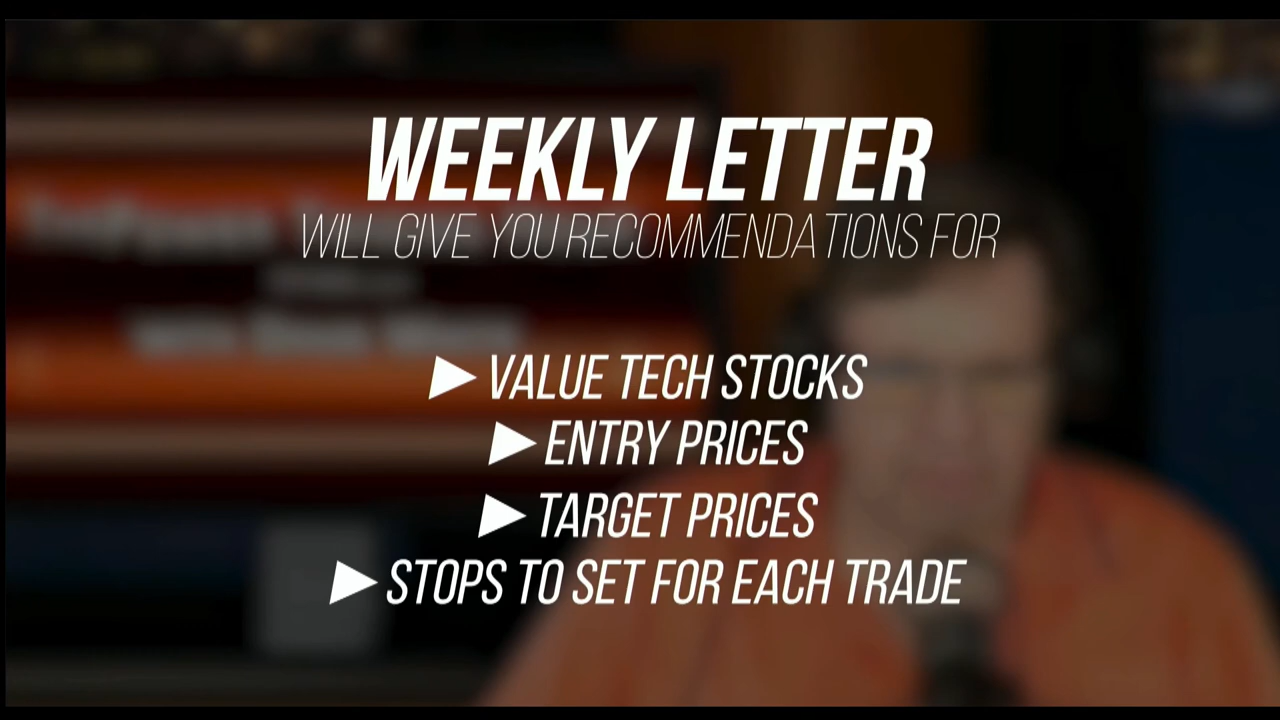 WEEKLY LETTER
WILL GIVE YOU RECOMMENDATIONS FOR
▶ VALUE TECH STOCKS
▶ ENTRY PRICES
▶ TARGET PRICES
▶ STOPS TO SET FOR EACH TRADE